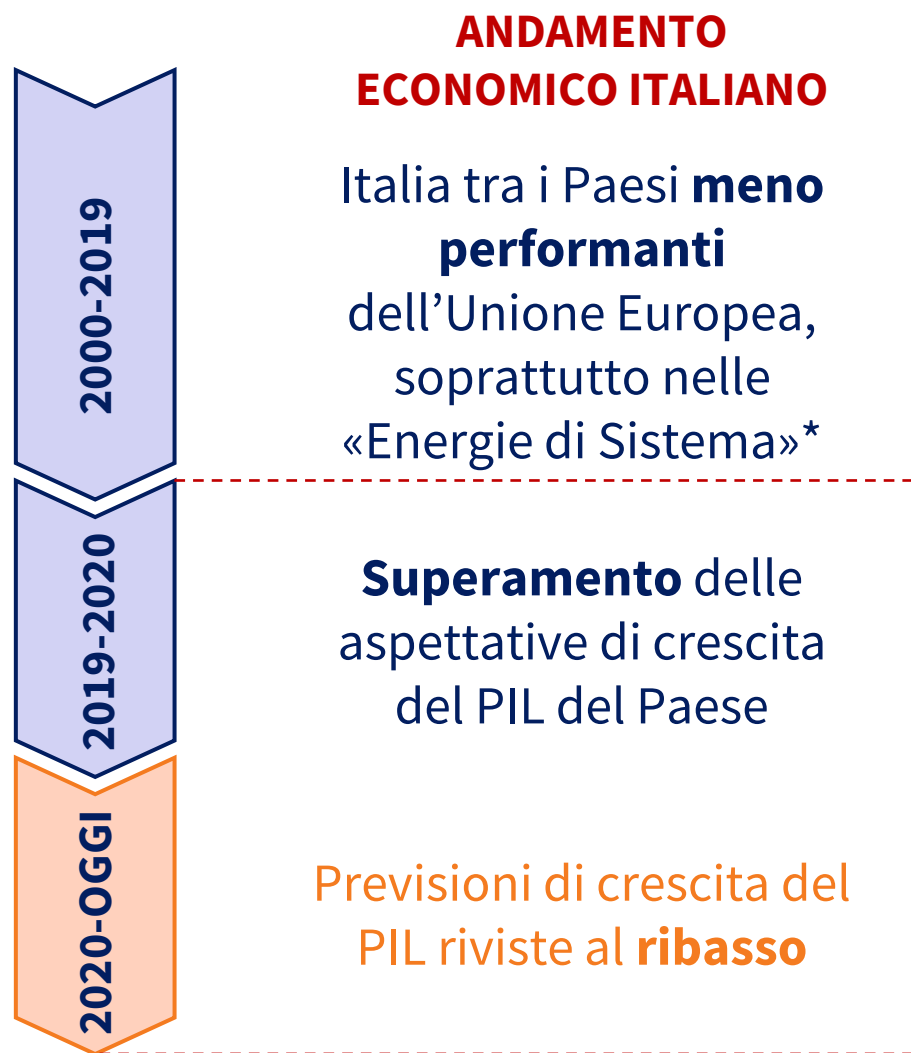 ANDAMENTO
ECONOMICO ITALIANO
2000-2019
Italia tra i Paesi meno
performanti
dell’Unione Europea,
soprattutto nelle
«Energie di Sistema»*
2019-2020
Superamento delle
aspettative di crescita
del PIL del Paese
2020-OGGI
Previsioni di crescita del
PIL riviste al ribasso